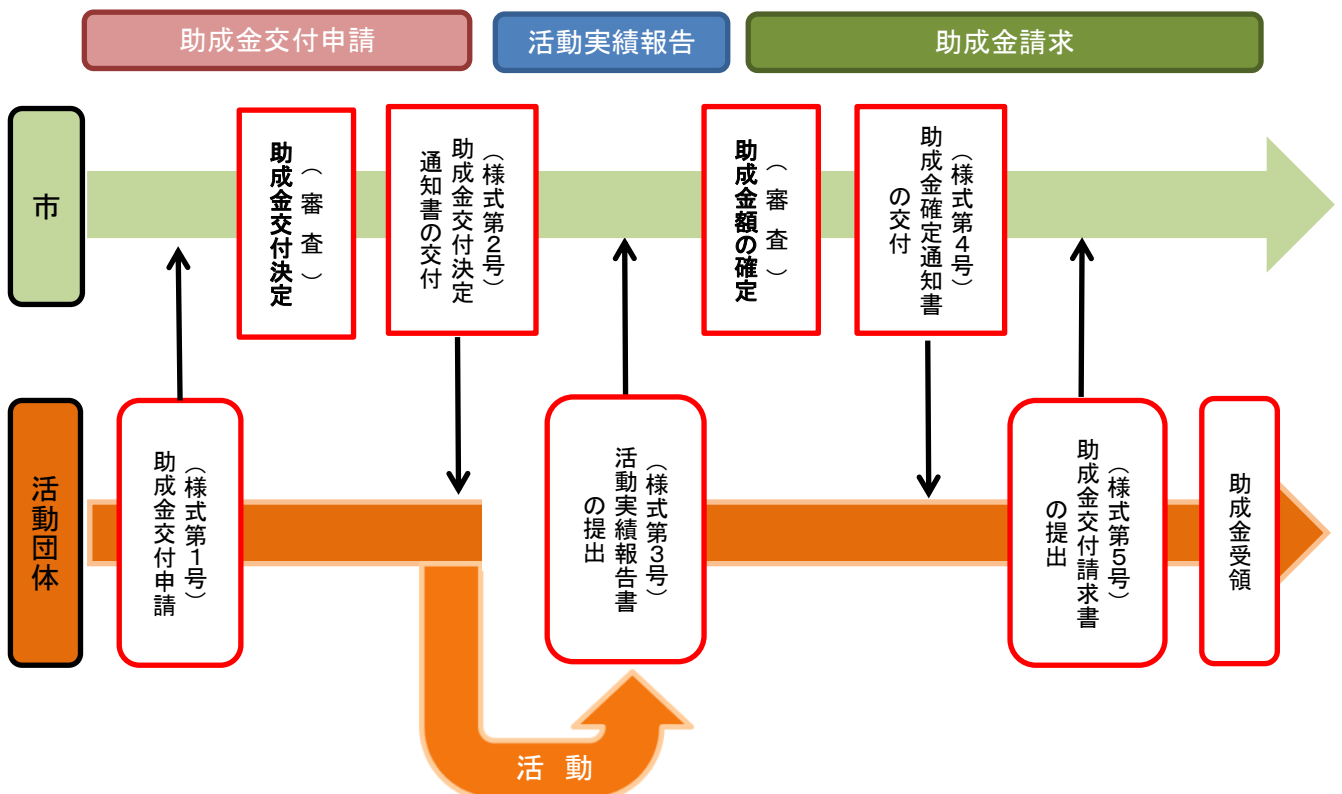 助成金交付申請
活動実績報告
助成金請求
市
（審査）
助成金交付決定
（様式第2号）
助成金交付決定
通知書の交付
（審査）
助成金額の確定
（様式第4号）
助成金確定通知書
の交付
活動団体
（様式第1号）
助成金交付申請
（様式第3号）
活動実績報告書
の提出
（様式第5号）
助成金交付請求書
の提出
助成金受領
活 動